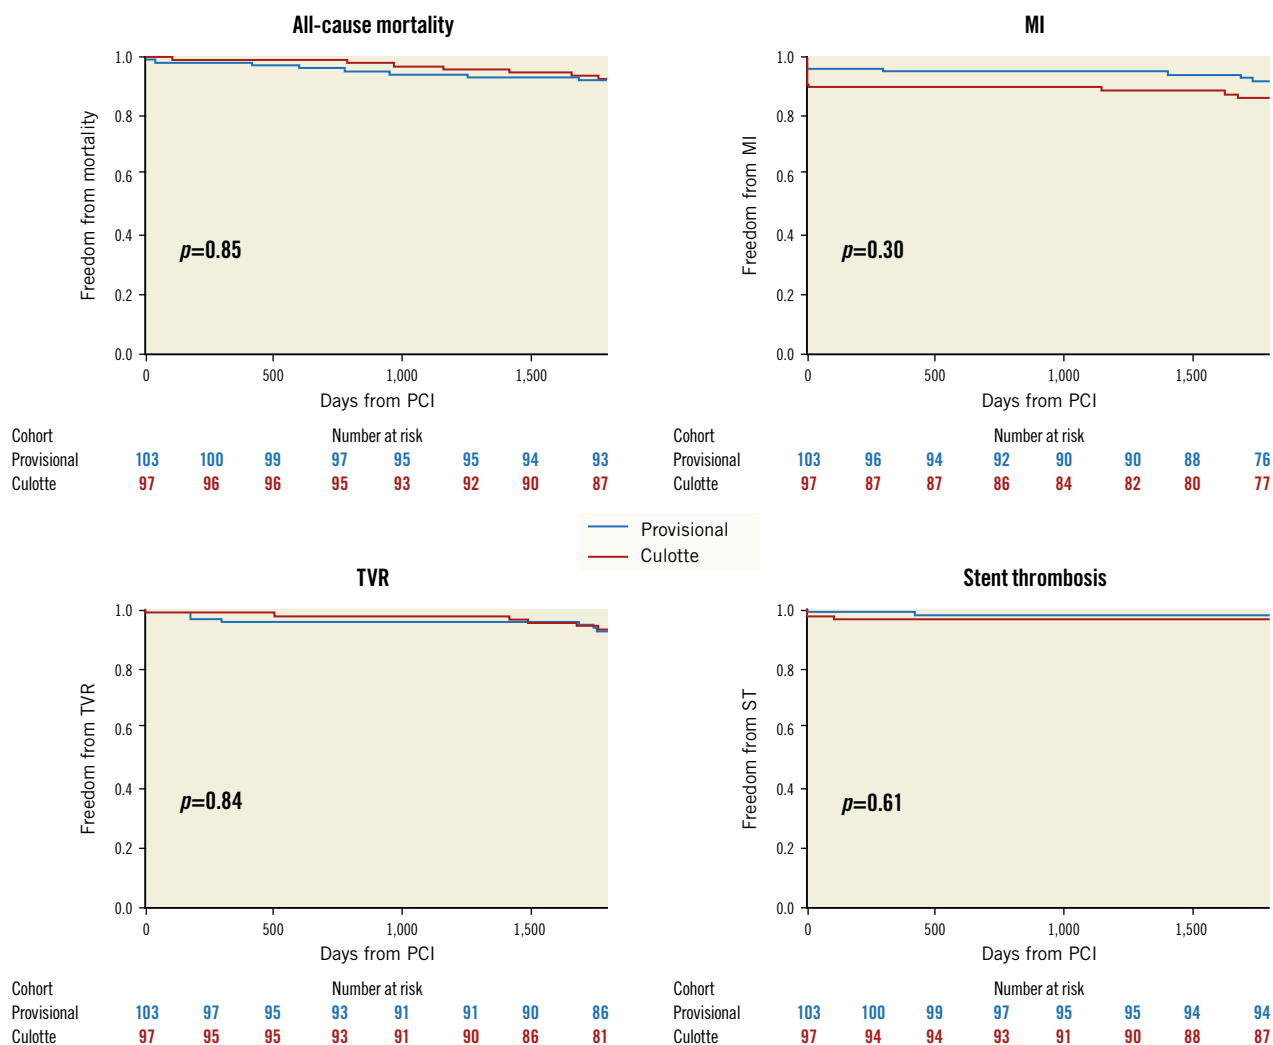 All-cause mortality
Freedom from mortality
1.0
0.8
0.6
0.4
0.2
0.0
p=0.85
0 500 1,000 1,500
Days from PCI
Cohort Number at risk
Provisional 103 100 99 97 95 95 94 93
Culotte 97 96 96 95 93 92 90 87
MI
Freedom from MI
1.0
0.8
0.6
0.4
0.2
0.0
p=0.30
0 500 1,000 1,500
Days from PCI
Cohort Number at risk
Provisional 103 96 94 92 90 90 88 76
Culotte 97 87 87 86 84 82 80 77
Provisional
Culotte
TVR
Freedom from TVR
1.0
0.8
0.6
0.4
0.2
0.0
p=0.84
0 500 1,000 1,500
Days from PCI
Cohort Number at risk
Provisional 103 97 95 93 91 91 90 86
Culotte 97 95 95 93 91 90 86 81
Stent thrombosis
Freedom from ST
1.0
0.8
0.6
0.4
0.2
0.0
p=0.61
0 500 1,000 1,500
Days from PCI
Cohort Number at risk
Provisional 103 100 99 97 95 95 94 94
Culotte 97 94 94 93 91 90 88 87